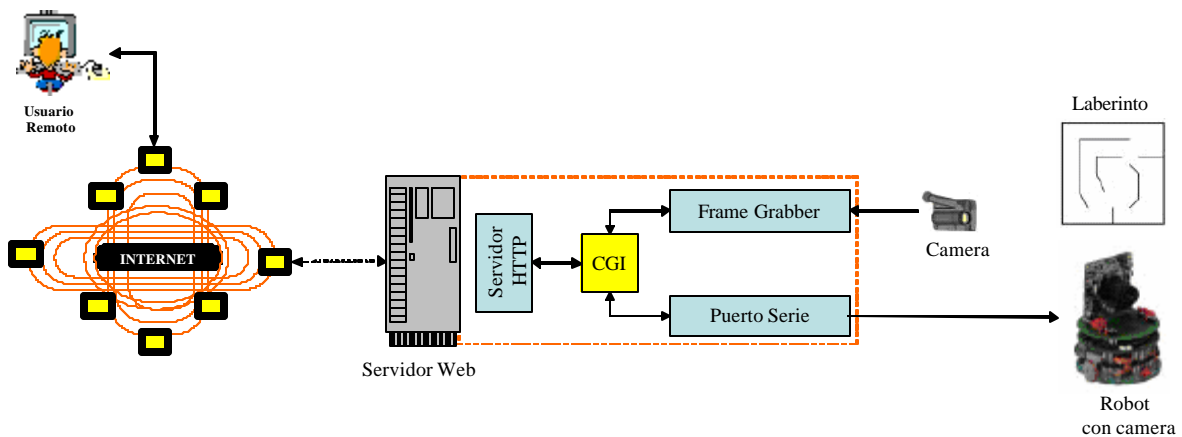 Usuario
Remoto
Laberinto
Frame Grabber
Servidor
HTTP
CGI
INTERNET
Camera
Puerto Serie
Servidor Web
Robot
con camera